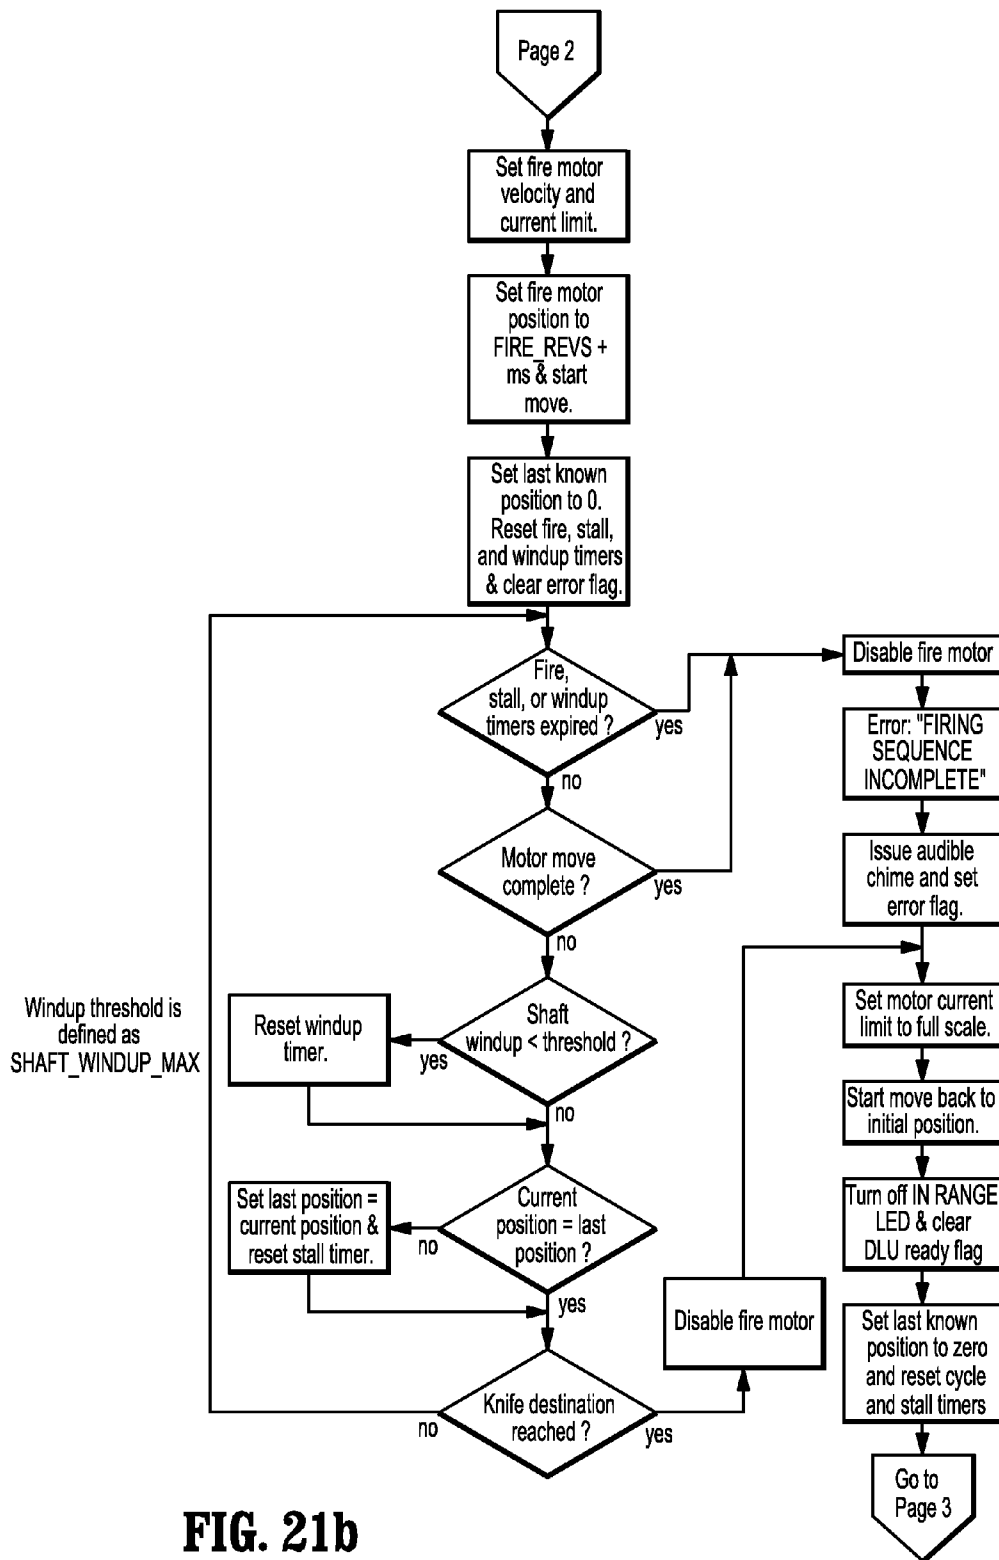 Page 2
Set fire motor
velocity and
current limit.
Set fire motor
position to
FIRE_REVS +
ms & start
move.
Set last known
position to 0.
Reset fire, stall,
and windup timers
& clear error flag.
Fire,
stall, or windup
timers expired ?
yes
no
Motor move
complete ?
yes
no
Shaft
windup < threshold ?
yes
no
Reset windup
timer.
Windup threshold is
defined as
SHAFT_WINDUP_MAX
Current
position = last
position ?
no
yes
Set last position =
current position &
reset stall timer.
Knife destination
reached ?
no
yes
Disable fire motor
Disable fire motor
Error: "FIRING
SEQUENCE
INCOMPLETE"
Issue audible
chime and set
error flag.
Set motor current
limit to full scale.
Start move back to
initial position.
Turn off IN RANGE
LED & clear
DLU ready flag
Set last known
position to zero
and reset cycle
and stall timers
Go to
Page 3
FIG. 21b